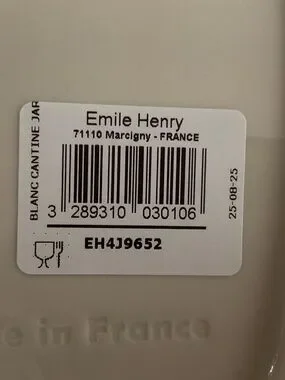 BLANC CANTINE JAR
Emile Henry
71110 Marcigny - FRANCE
3 289310 030106
25-08-25
EH4J9652
e in France